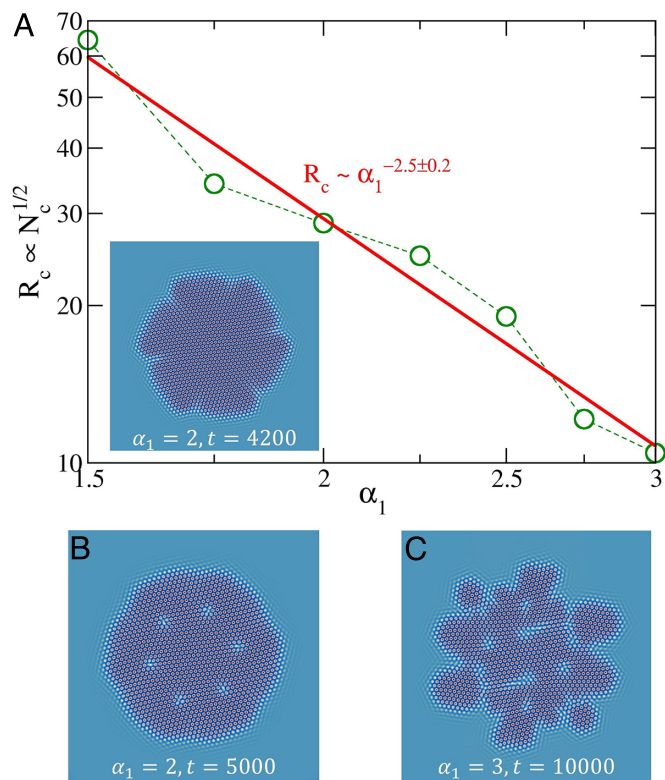 A
70
60
50
40
30
20
10
R_c ∝ N_c^{1/2}
R_c ~ α_1^{-2.5±0.2}
α_1 = 2, t = 4200
1.5 2 2.5 3
α_1
B
α_1 = 2, t = 5000
C
α_1 = 3, t = 10000